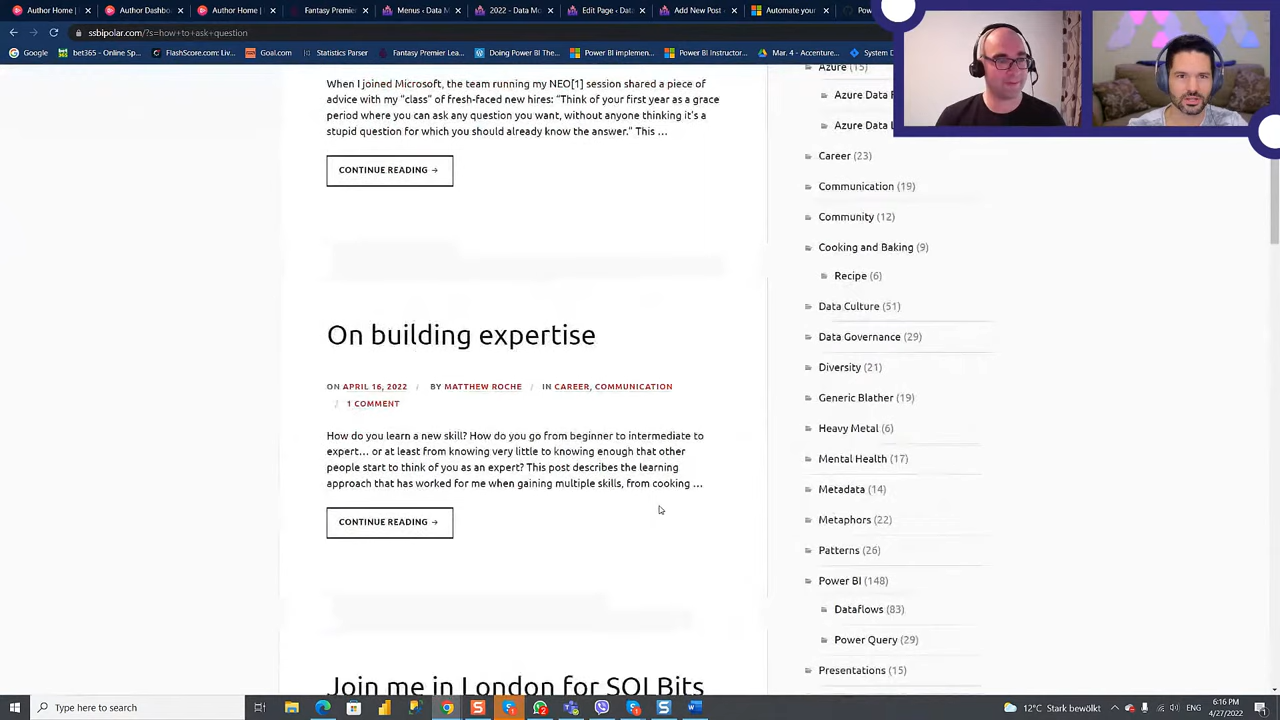 Author Home |
Author Dashbo
Author Home |
Fantasy Premier
Menus ‹ Data M
2022 - Data Mo
Edit Page ‹ Data
Add New Post ‹
Automate your
Pow
ssbipolar.com/?s=how+to+ask+question
Google
bet365 - Online Sp...
FlashScore.com: Liv...
Goal.com
Statistics Parser
Fantasy Premier Lea...
Doing Power BI The...
Power BI implemen...
Power BI Instructor...
Mar. 4 - Accenture...
System D
When I joined Microsoft, the team running my NEO[1] session shared a piece of
advice with my “class” of fresh-faced new hires: “Think of your first year as a grace
period where you can ask any question you want, without anyone thinking it's a
stupid question for which you should already know the answer.” This …
CONTINUE READING →
On building expertise
ON APRIL 16, 2022 / BY MATTHEW ROCHE / IN CAREER, COMMUNICATION
/ 1 COMMENT
How do you learn a new skill? How do you go from beginner to intermediate to
expert… or at least from knowing very little to knowing enough that other
people start to think of you as an expert? This post describes the learning
approach that has worked for me when gaining multiple skills, from cooking …
CONTINUE READING →
Join me in London for SQLBits
Azure (15)
Azure Data
Azure Data
Career (23)
Communication (19)
Community (12)
Cooking and Baking (9)
Recipe (6)
Data Culture (51)
Data Governance (29)
Diversity (21)
Generic Blather (19)
Heavy Metal (6)
Mental Health (17)
Metadata (14)
Metaphors (22)
Patterns (26)
Power BI (148)
Dataflows (83)
Power Query (29)
Presentations (15)
Type here to search
12°C Stark bewölkt
ENG
6:16 PM
4/27/2022